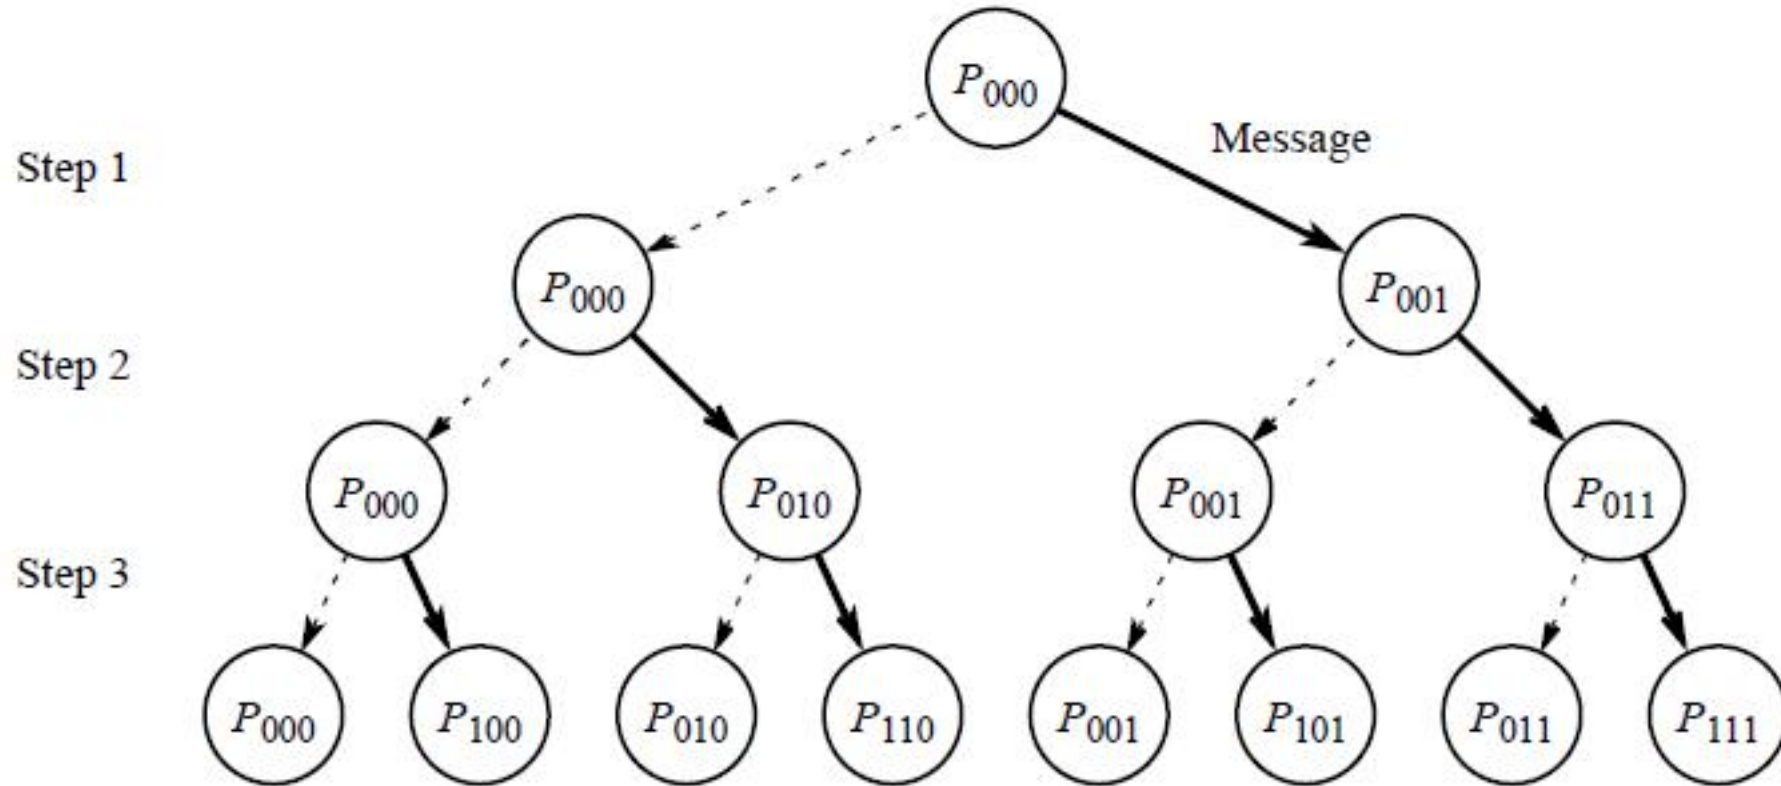 P000
Message
Step 1
P000 P001
Step 2
P000 P010 P001 P011
Step 3
P000 P100 P010 P110 P001 P101 P011 P111